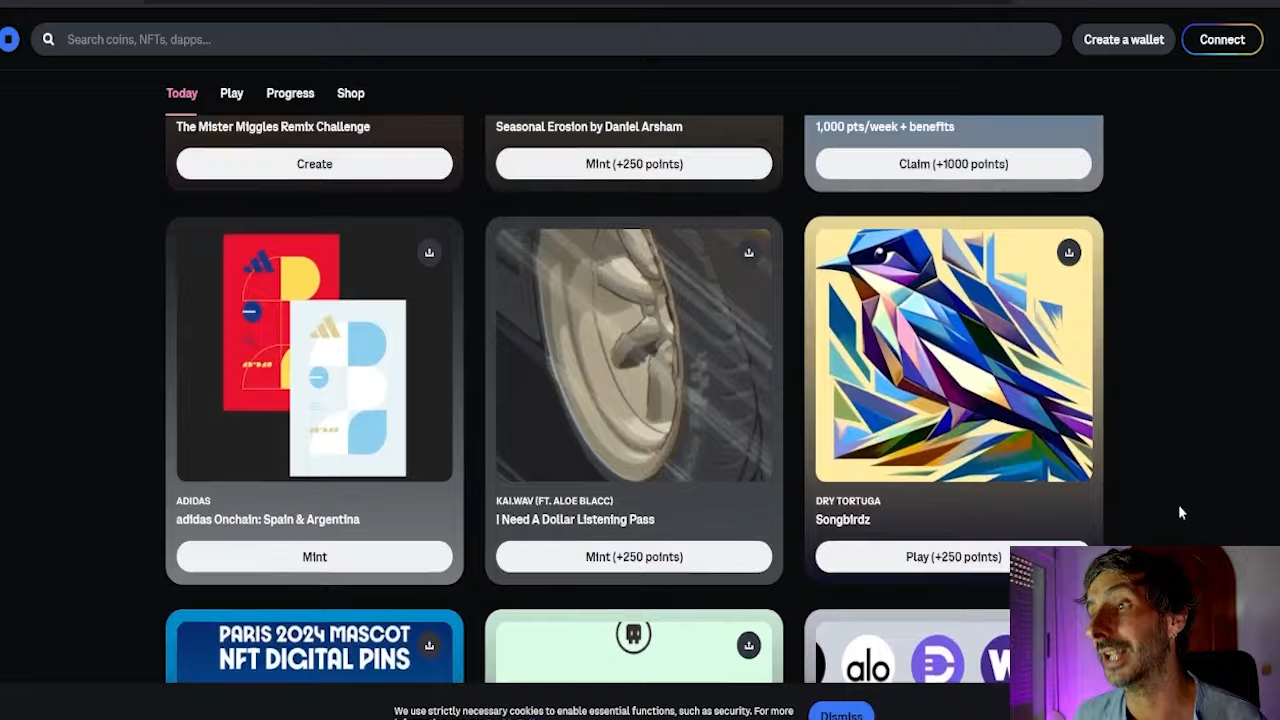 Search coins, NFTs, dapps...
Create a wallet
Connect
Today
Play
Progress
Shop
The Mister Miggles Remix Challenge
Seasonal Erosion by Daniel Arsham
1,000 pts/week + benefits
Create
Mint (+250 points)
Claim (+1000 points)
ADIDAS
adidas Onchain: Spain & Argentina
Mint
KAI.WAV (FT. ALOE BLACC)
I Need A Dollar Listening Pass
Mint (+250 points)
DRY TORTUGA
Songbirdz
Play (+250 points)
PARIS 2024 MASCOT
NFT DIGITAL PINS
alo
We use strictly necessary cookies to enable essential functions, such as security. For more
Dismiss